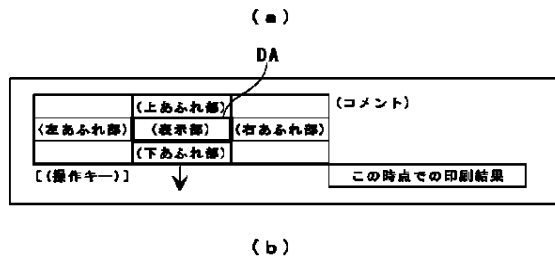 (a)
DA
(上あふれ部) (コメント)
(左あふれ部) (表示部) (右あふれ部)
(下あふれ部)
[(操作キー)] この時点での印刷結果
(b)